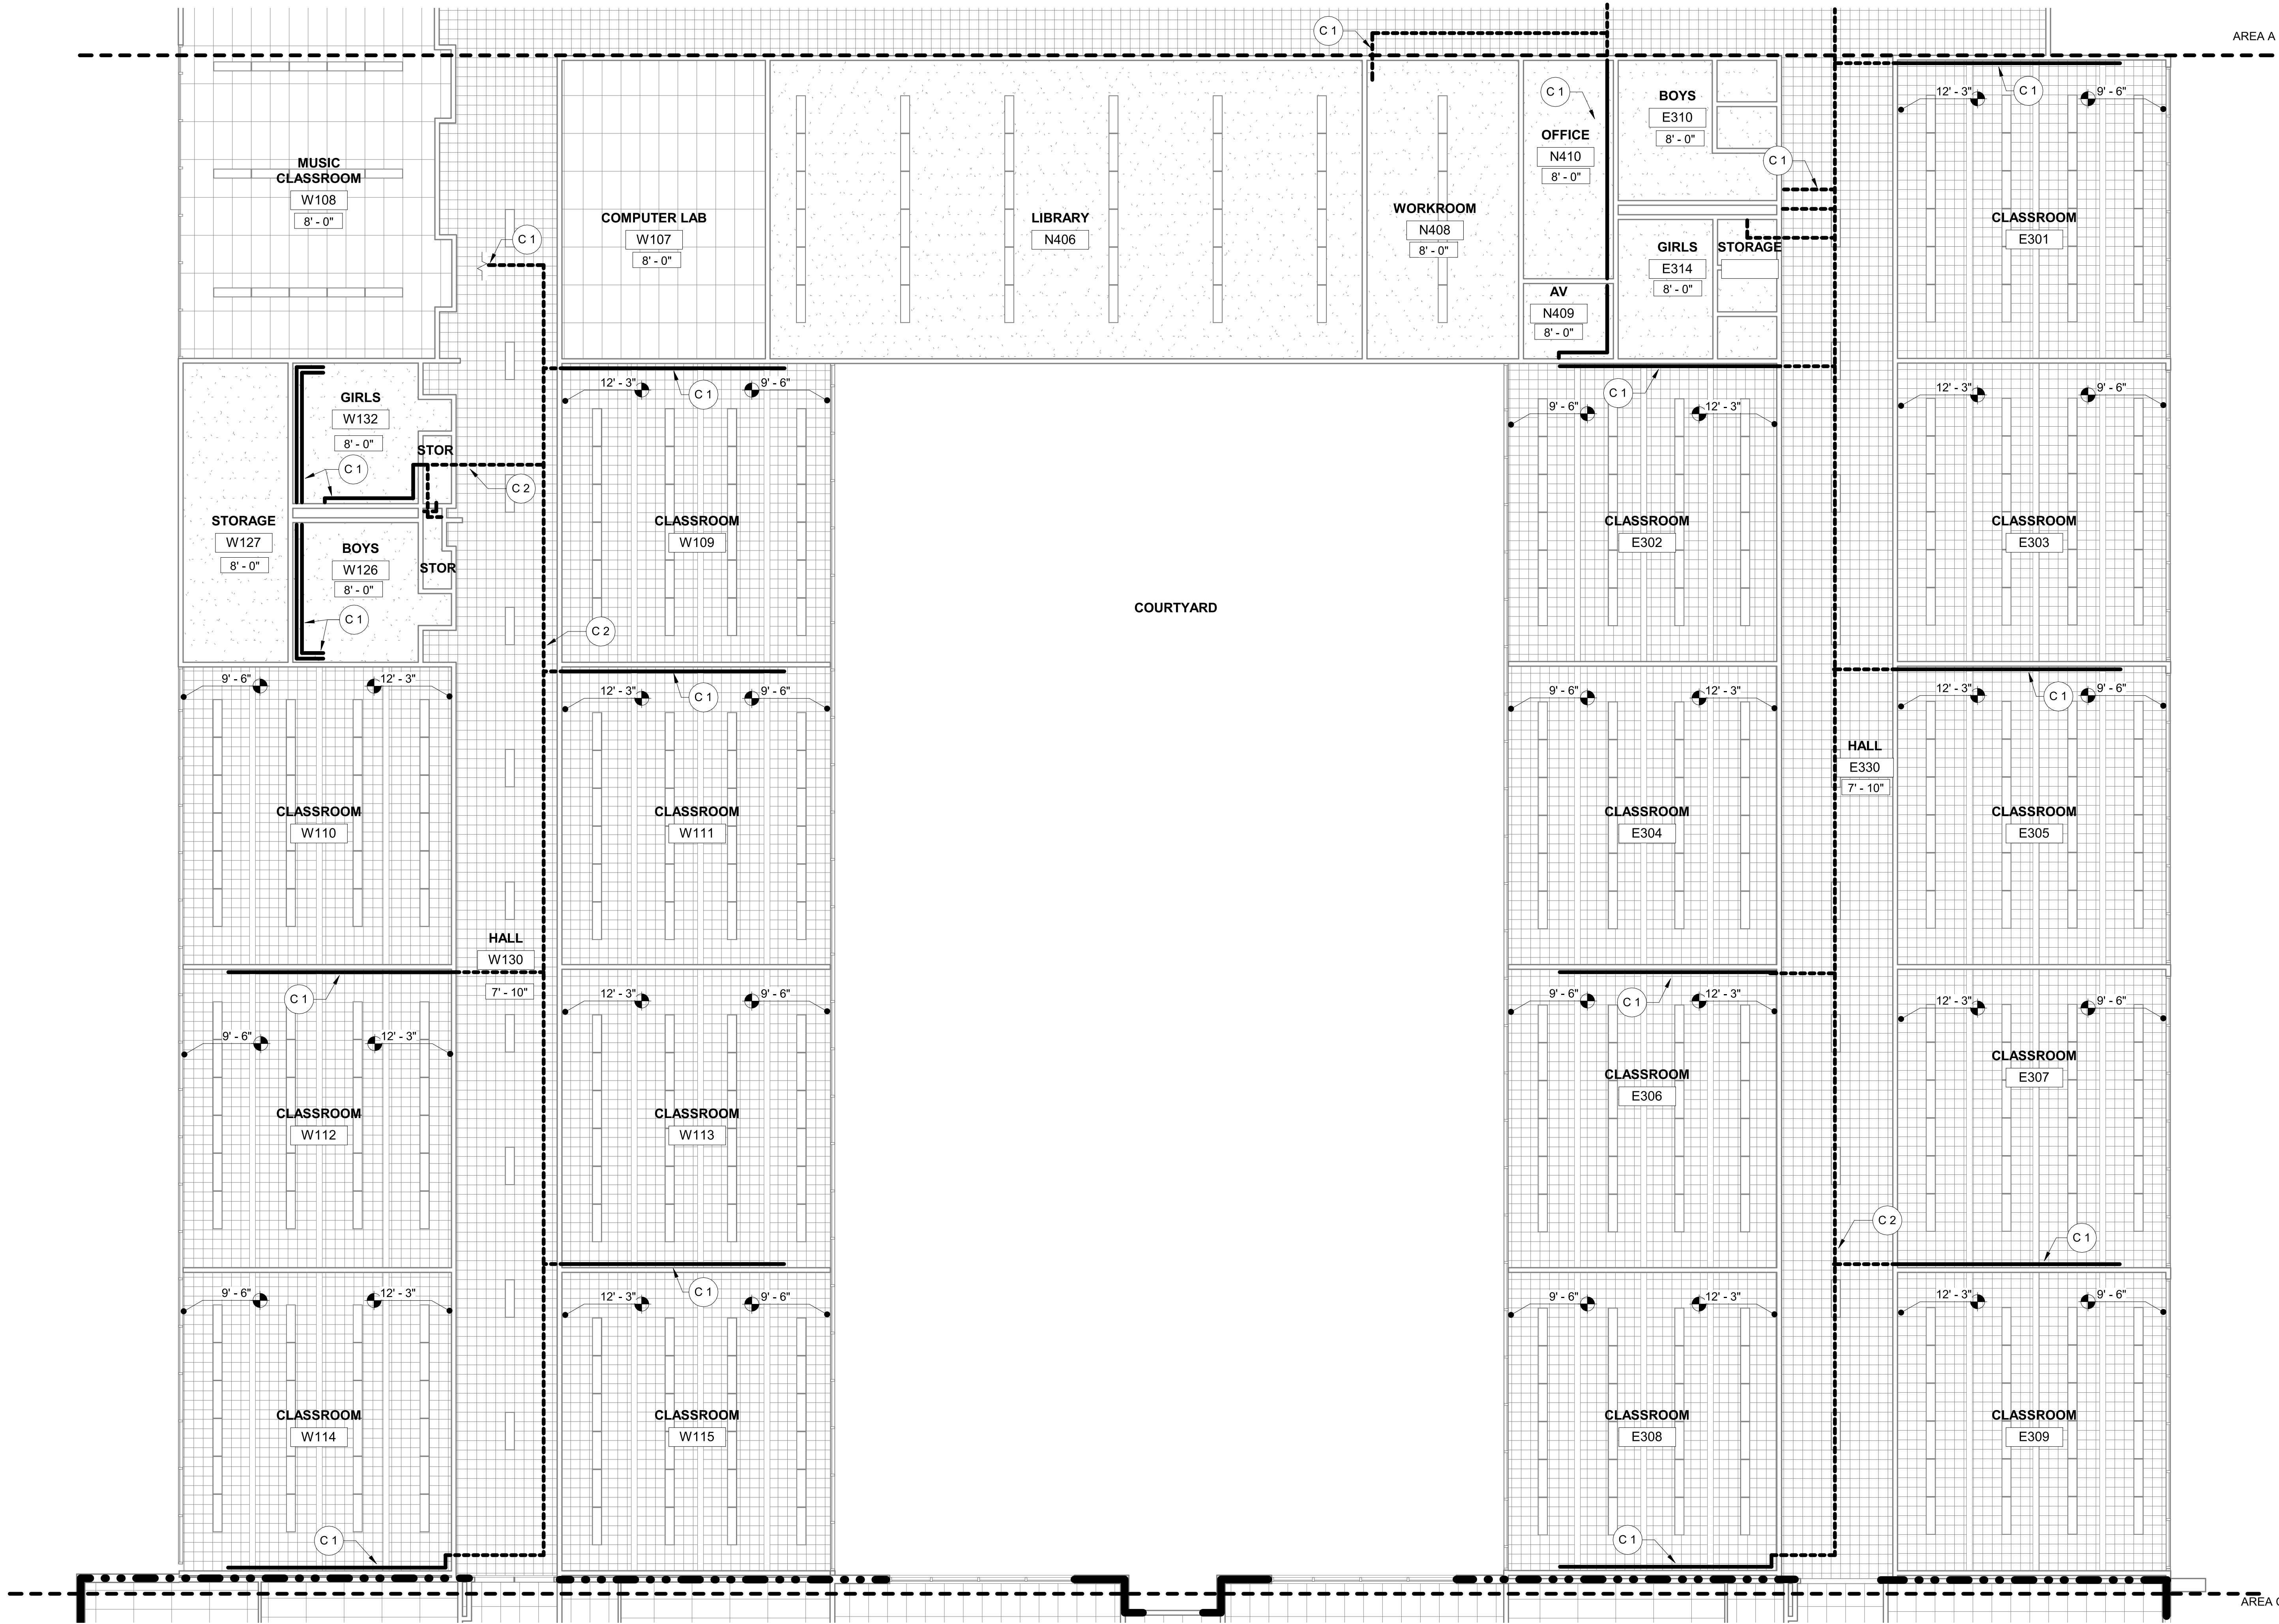 AREA A
C 1
12' - 3"
C 1
9' - 6"
C 1
BOYS
E310
8' - 0"
OFFICE
N410
8' - 0"
C 1
MUSIC
CLASSROOM
W108
8' - 0"
COMPUTER LAB
W107
8' - 0"
LIBRARY
N406
WORKROOM
N408
8' - 0"
CLASSROOM
E301
C 1
GIRLS
E314
8' - 0"
STORAGE
AV
N409
8' - 0"
12' - 3"
C 1
9' - 6"
C 1
9' - 6"
12' - 3"
12' - 3"
9' - 6"
GIRLS
W132
8' - 0"
C 1
STOR
C 2
STORAGE
W127
8' - 0"
BOYS
W126
8' - 0"
STOR
C 1
CLASSROOM
W109
CLASSROOM
E302
CLASSROOM
E303
COURTYARD
C 2
9' - 6"
12' - 3"
12' - 3"
C 1
9' - 6"
9' - 6"
12' - 3"
12' - 3"
C 1
9' - 6"
HALL
E330
7' - 10"
CLASSROOM
W110
CLASSROOM
W111
CLASSROOM
E304
CLASSROOM
E305
HALL
W130
7' - 10"
C 1
12' - 3"
9' - 6"
9' - 6"
C 1
12' - 3"
12' - 3"
9' - 6"
9' - 6"
12' - 3"
CLASSROOM
W112
CLASSROOM
W113
CLASSROOM
E306
CLASSROOM
E307
C 2
C 1
9' - 6"
12' - 3"
12' - 3"
C 1
9' - 6"
9' - 6"
12' - 3"
12' - 3"
9' - 6"
CLASSROOM
W114
CLASSROOM
W115
CLASSROOM
E308
CLASSROOM
E309
C 1
C 1
AREA